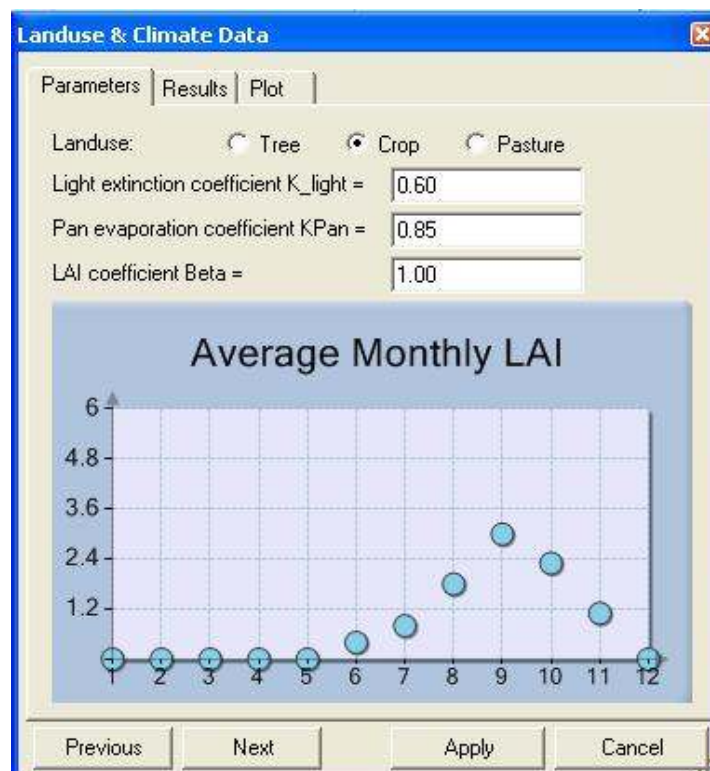 Landuse & Climate Data
Parameters Results Plot
Landuse: Tree Crop Pasture
Light extinction coefficient K_light = 0.60
Pan evaporation coefficient KPan = 0.85
LAI coefficient Beta = 1.00
Average Monthly LAI
6
4.8
3.6
2.4
1.2
1 2 3 4 5 6 7 8 9 10 11 12
Previous Next Apply Cancel